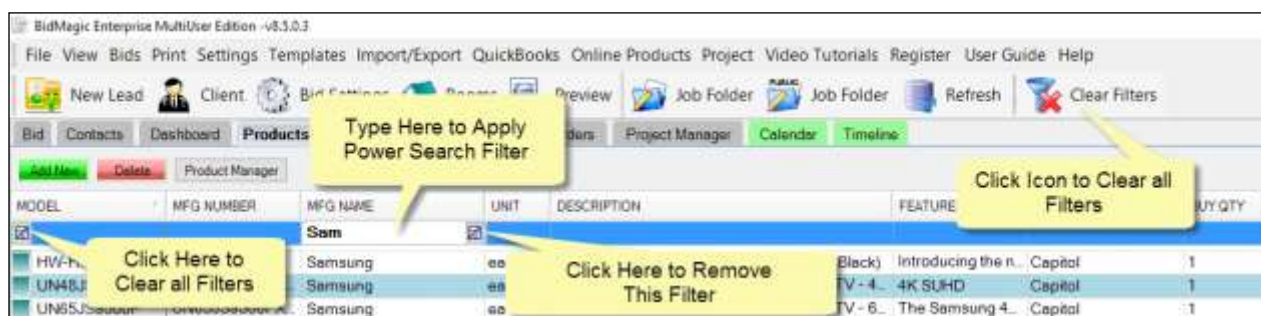 BidMagic Enterprise MultiUser Edition -v8.5.0.3
File View Bids Print Settings Templates Import/Export QuickBooks Online Products Project Video Tutorials Register User Guide Help
New Lead Client Bid Settings Preview Job Folder PUBLIC Job Folder Refresh Clear Filters
Bid Contacts Dashboard Products Project Manager Calendar Timeline
Type Here to Apply
Power Search Filter
Add New Delete Product Manager
Click Icon to Clear all
Filters
MODEL MFG NUMBER MFG NAME UNIT DESCRIPTION FEATURE UY QTY
Sam
Click Here to
Clear all Filters
Click Here to Remove
This Filter
Samsung ea Black) Introducing the n... Capitol 1
UN48J Samsung ea TV - 4... 4K SUHD Capitol 1
Samsung ea TV - 6... The Samsung 4... Capitol 1